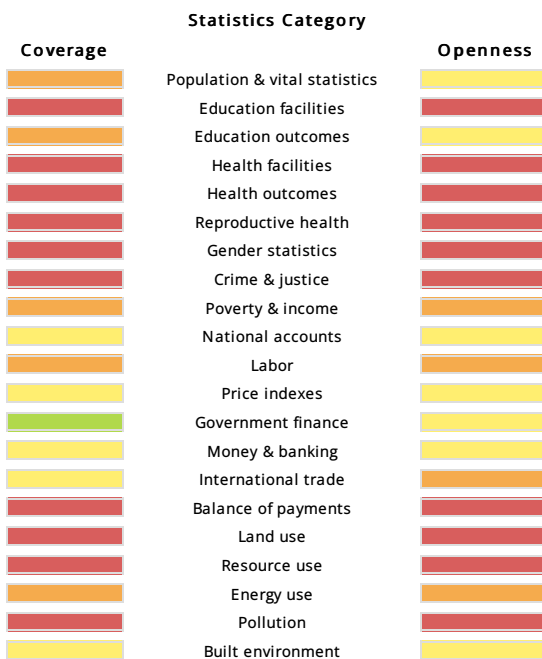 Statistics Category
Coverage Openness
Population & vital statistics
Education facilities
Education outcomes
Health facilities
Health outcomes
Reproductive health
Gender statistics
Crime & justice
Poverty & income
National accounts
Labor
Price indexes
Government finance
Money & banking
International trade
Balance of payments
Land use
Resource use
Energy use
Pollution
Built environment